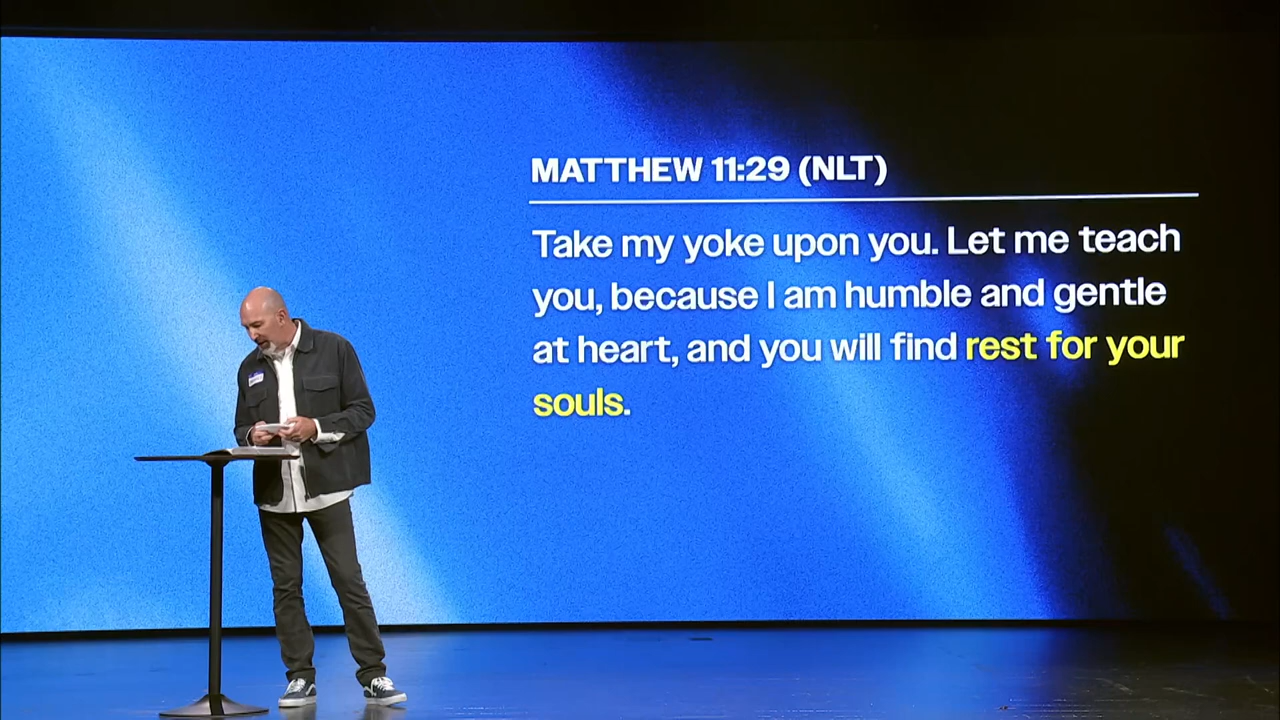 MATTHEW 11:29 (NLT)
Take my yoke upon you. Let me teach
you, because I am humble and gentle
at heart, and you will find rest for your
souls.